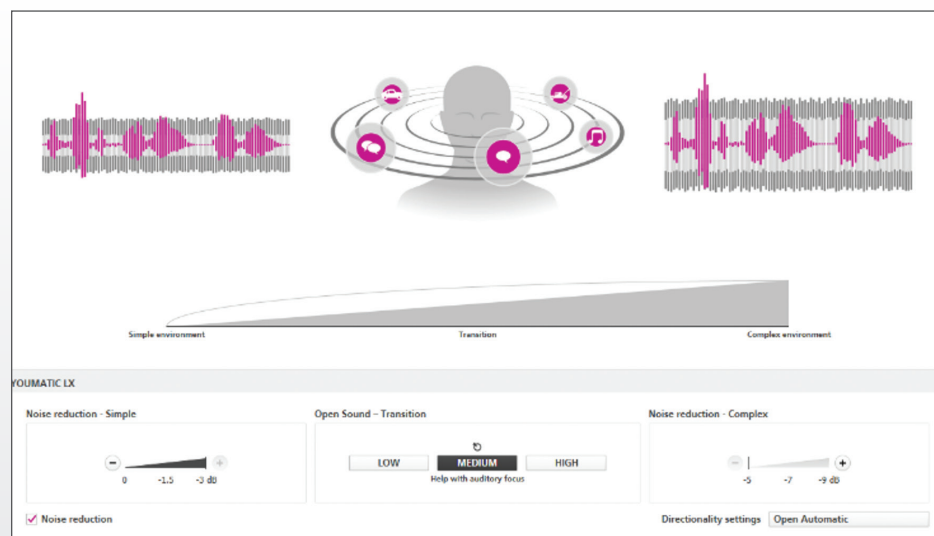 Simple environment
Transition
Complex environment
YOUMATIC LX
Noise reduction - Simple
Open Sound – Transition
Noise reduction - Complex
0 -1.5 -3 dB
LOW MEDIUM HIGH
Help with auditory focus
-5 -7 -9 dB
Noise reduction
Directionality settings Open Automatic